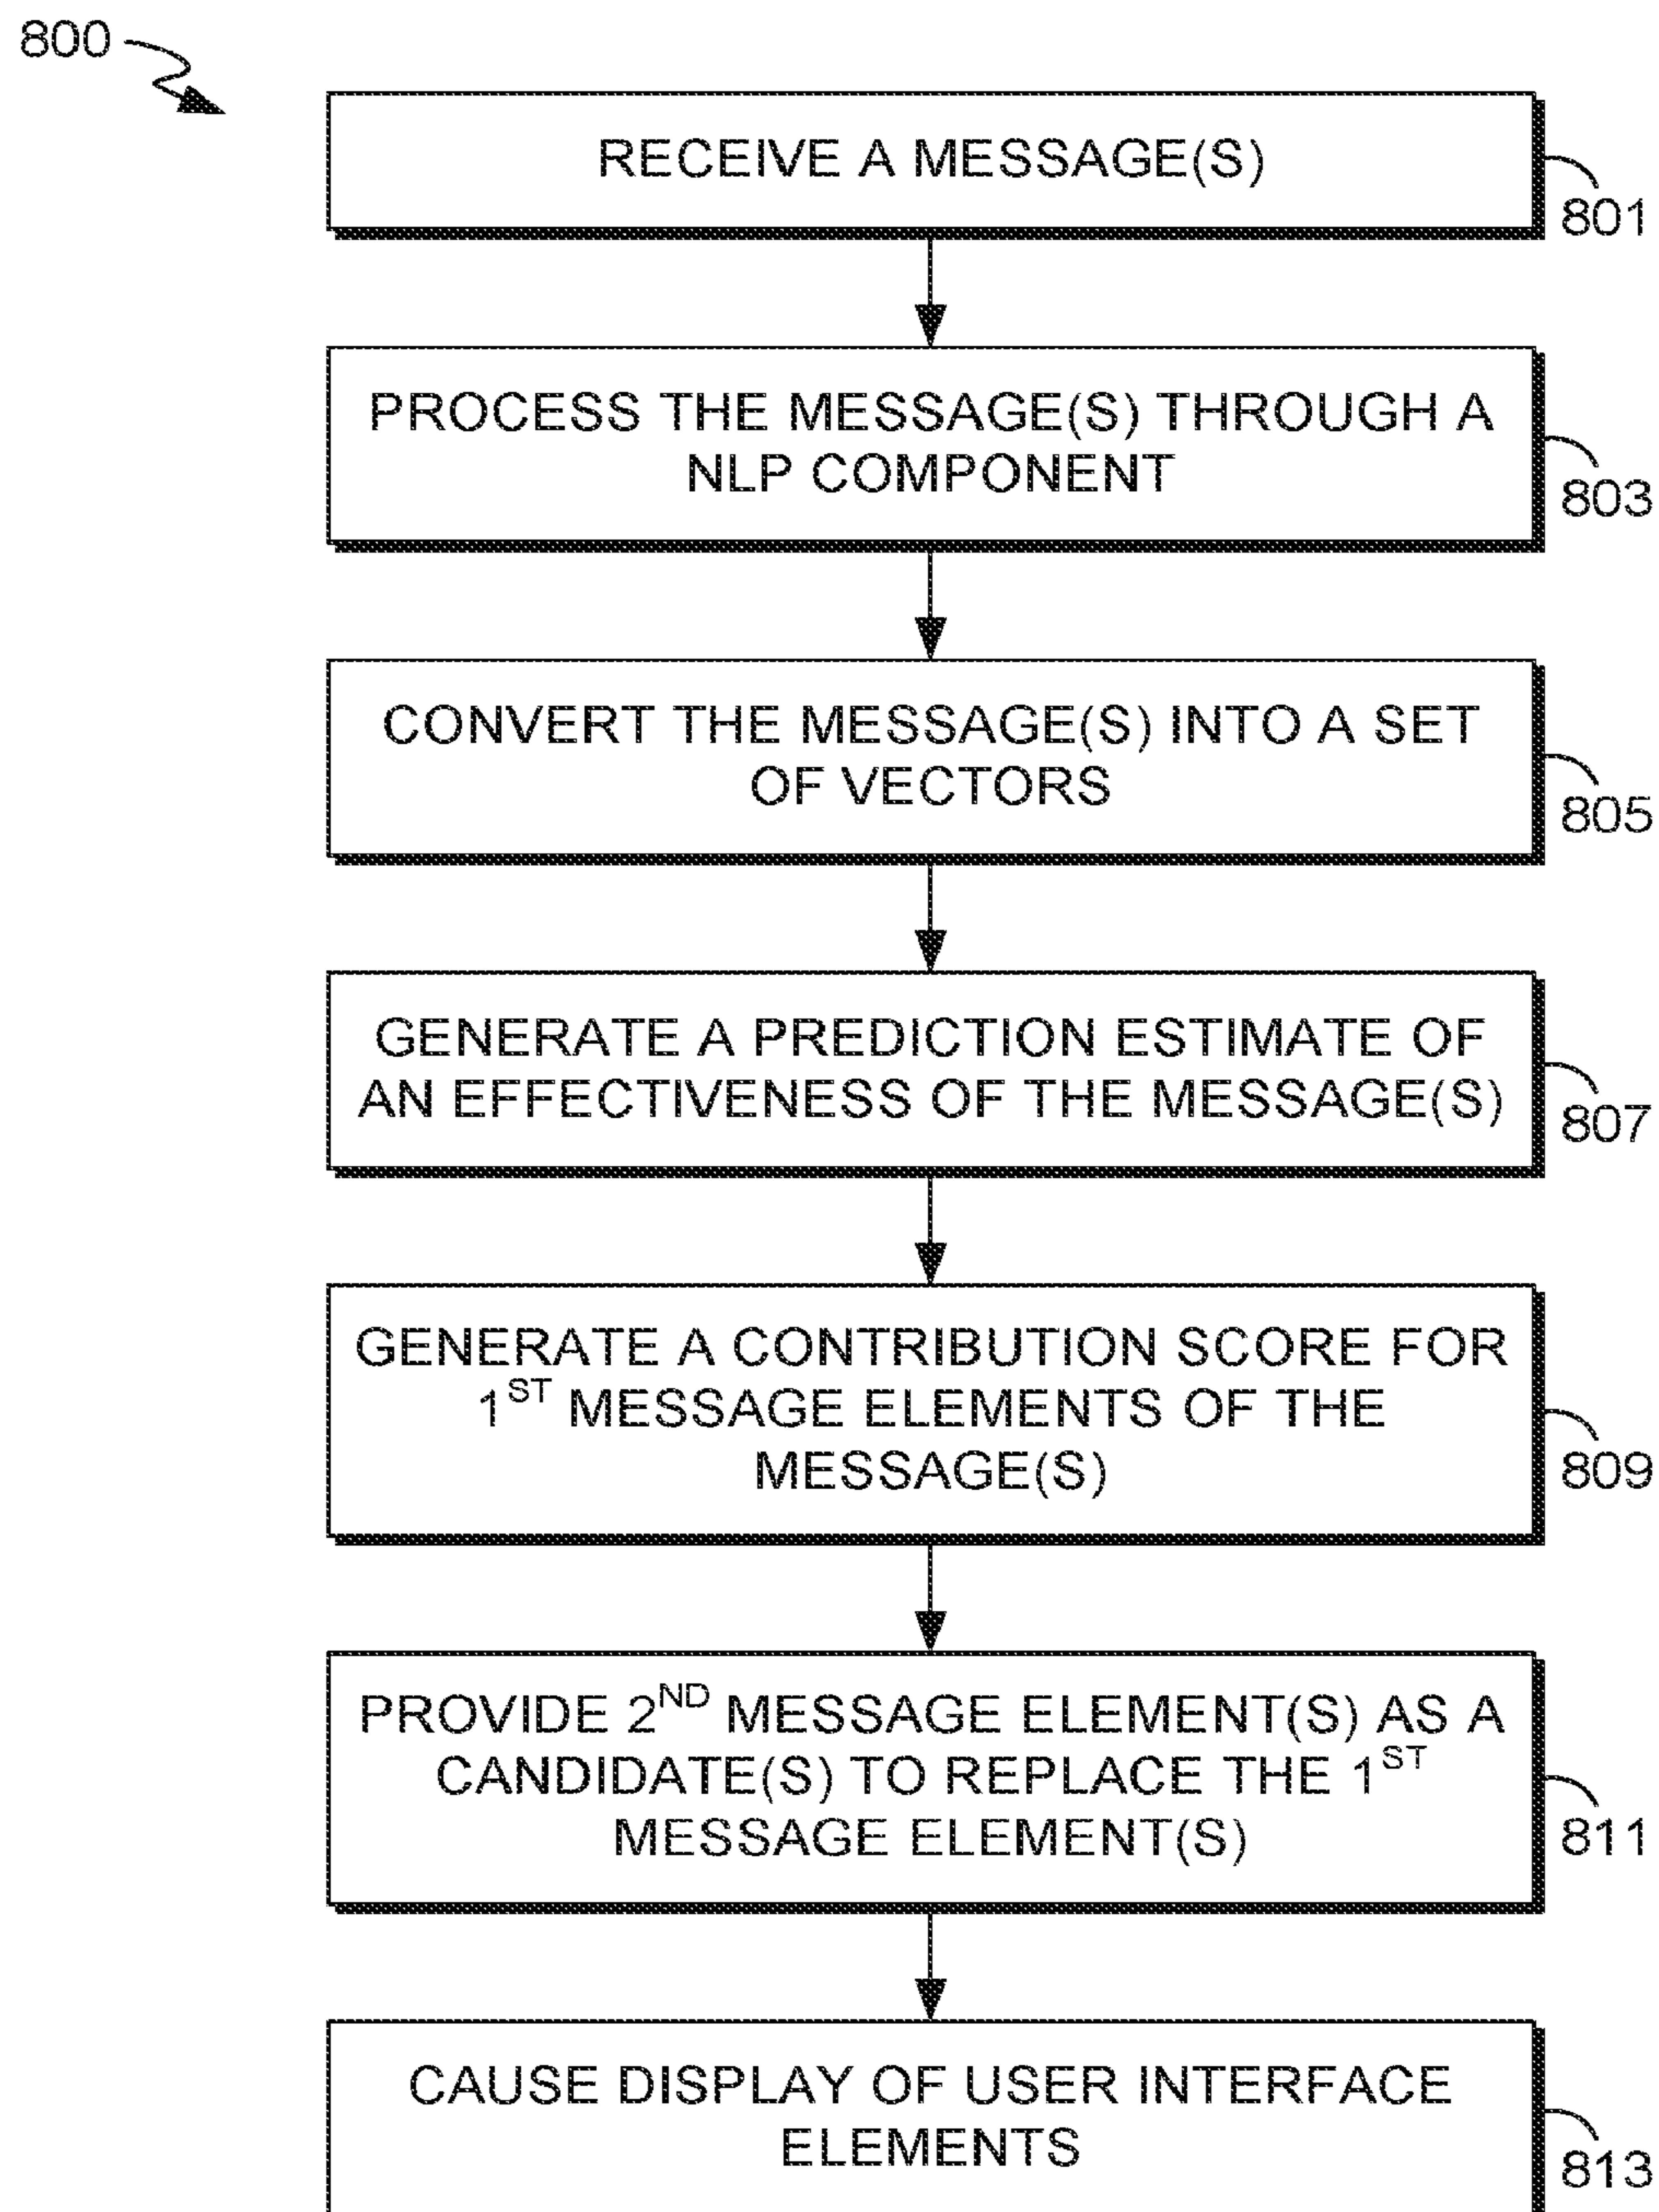 800
RECEIVE A MESSAGE(S)
801
PROCESS THE MESSAGE(S) THROUGH A
NLP COMPONENT
803
CONVERT THE MESSAGE(S) INTO A SET
OF VECTORS
805
GENERATE A PREDICTION ESTIMATE OF
AN EFFECTIVENESS OF THE MESSAGE(S)
807
GENERATE A CONTRIBUTION SCORE FOR
1ST MESSAGE ELEMENTS OF THE
MESSAGE(S)
809
PROVIDE 2ND MESSAGE ELEMENT(S) AS A
CANDIDATE(S) TO REPLACE THE 1ST
MESSAGE ELEMENT(S)
811
CAUSE DISPLAY OF USER INTERFACE
ELEMENTS
813